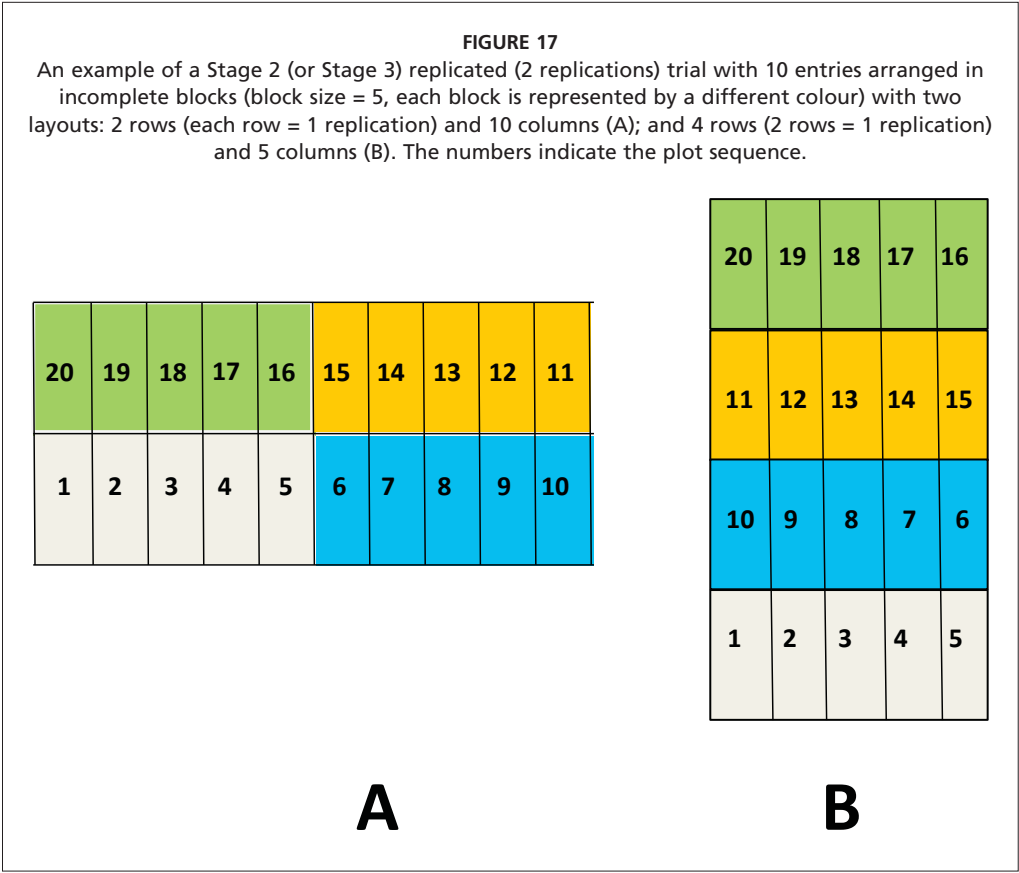 FIGURE 17
An example of a Stage 2 (or Stage 3) replicated (2 replications) trial with 10 entries arranged in
incomplete blocks (block size = 5, each block is represented by a different colour) with two
layouts: 2 rows (each row = 1 replication) and 10 columns (A); and 4 rows (2 rows = 1 replication)
and 5 columns (B). The numbers indicate the plot sequence.
20 19 18 17 16 15 14 13 12 11
1 2 3 4 5 6 7 8 9 10
A
20 19 18 17 16
11 12 13 14 15
10 9 8 7 6
1 2 3 4 5
B